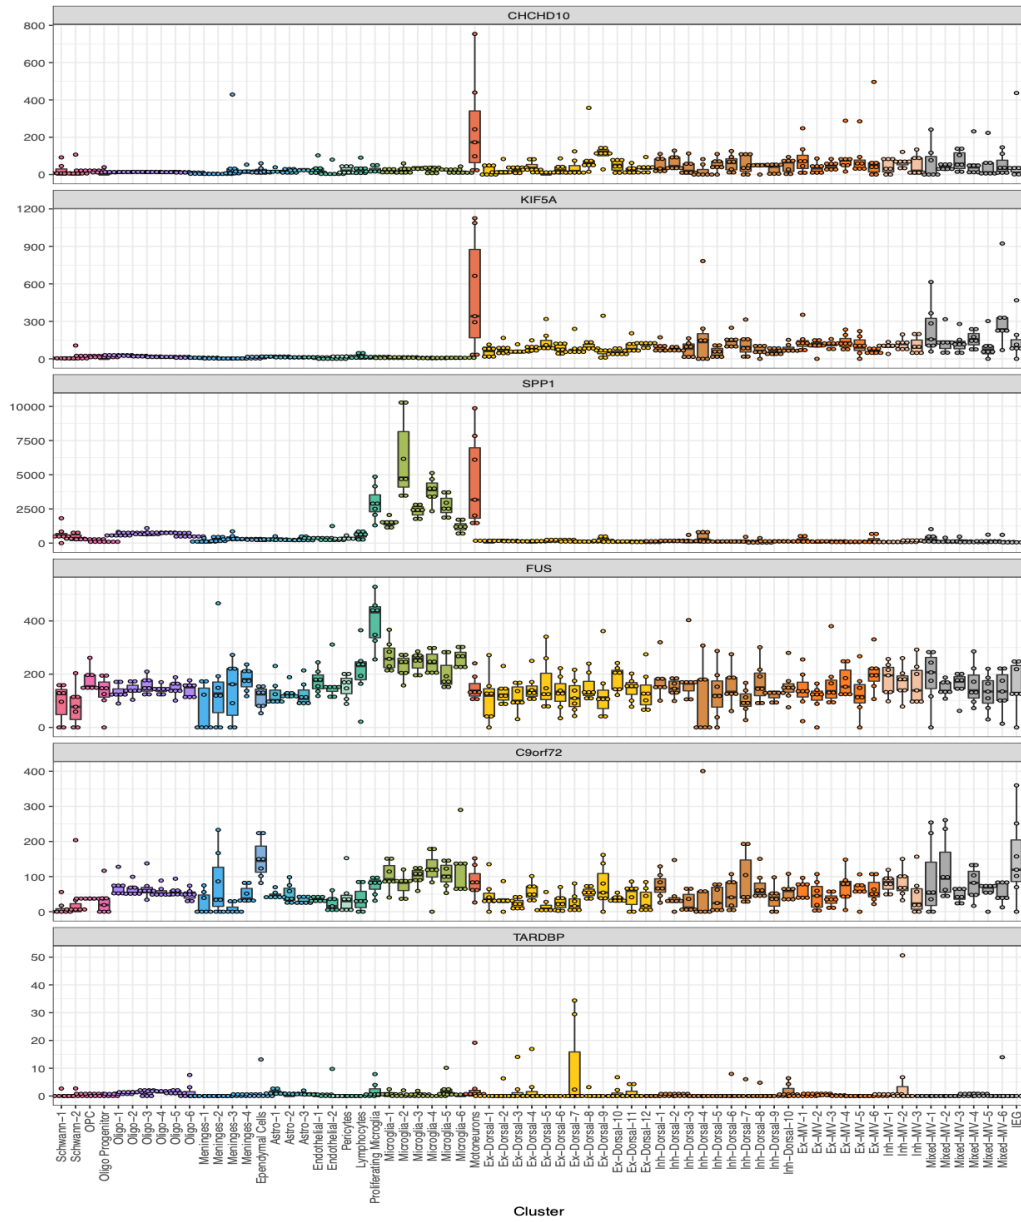 CHCHD10
800
600
400
200
0
KIF5A
1200
900
600
300
0
SPP1
10000
7500
5000
2500
0
FUS
400
300
200
100
0
C9orf72
400
300
200
100
0
TARDBP
50
40
30
20
10
0
Schwann-1
Schwann-2
OPC
Oligo Progenitor
Oligo-1
Oligo-2
Oligo-3
Oligo-4
Oligo-5
Oligo-6
Meninges-1
Meninges-2
Meninges-3
Meninges-4
Ependymal Cells
Astro-1
Astro-2
Astro-3
Endothelial-1
Endothelial-2
Pericytes
Lymphocytes
Proliferating Microglia
Microglia-1
Microglia-2
Microglia-3
Microglia-4
Microglia-5
Microglia-6
Motoneurons
Ex-Dorsal-1
Ex-Dorsal-2
Ex-Dorsal-3
Ex-Dorsal-4
Ex-Dorsal-5
Ex-Dorsal-6
Ex-Dorsal-7
Ex-Dorsal-8
Ex-Dorsal-9
Ex-Dorsal-10
Ex-Dorsal-11
Ex-Dorsal-12
Inh-Dorsal-1
Inh-Dorsal-2
Inh-Dorsal-3
Inh-Dorsal-4
Inh-Dorsal-5
Inh-Dorsal-6
Inh-Dorsal-7
Inh-Dorsal-8
Inh-Dorsal-9
Inh-Dorsal-10
Ex-MV-1
Ex-MV-2
Ex-MV-3
Ex-MV-4
Ex-MV-5
Ex-MV-6
Inh-MV-1
Inh-MV-2
Inh-MV-3
Mixed-MV-1
Mixed-MV-2
Mixed-MV-3
Mixed-MV-4
Mixed-MV-5
Mixed-MV-6
IEG
Cluster